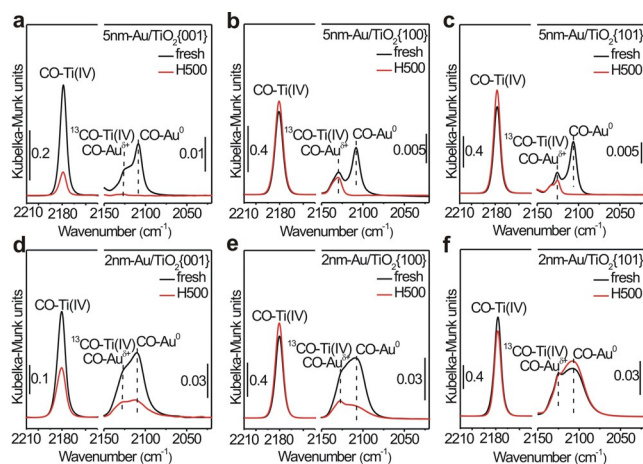 a
5nm-Au/TiO₂{001}
fresh
H500
CO-Ti(IV)
¹³CO-Ti(IV)
CO-Au⁰
CO-Auᵟ⁺
0.2
0.01
Kubelka-Munk units
2210 2180 2150 2100 2050
Wavenumber (cm⁻¹)
b
5nm-Au/TiO₂{100}
fresh
H500
CO-Ti(IV)
¹³CO-Ti(IV)
CO-Au⁰
CO-Auᵟ⁺
0.4
0.005
Kubelka-Munk units
2210 2180 2150 2100 2050
Wavenumber (cm⁻¹)
c
5nm-Au/TiO₂{101}
fresh
H500
CO-Ti(IV)
¹³CO-Ti(IV)
CO-Au⁰
CO-Auᵟ⁺
0.4
0.005
Kubelka-Munk units
2210 2180 2150 2100 2050
Wavenumber (cm⁻¹)
d
2nm-Au/TiO₂{001}
fresh
H500
CO-Ti(IV)
¹³CO-Ti(IV)
CO-Au⁰
CO-Auᵟ⁺
0.1
0.03
Kubelka-Munk units
2210 2180 2150 2100 2050
Wavenumber (cm⁻¹)
e
2nm-Au/TiO₂{100}
fresh
H500
CO-Ti(IV)
¹³CO-Ti(IV)
CO-Au⁰
CO-Auᵟ⁺
0.4
0.03
Kubelka-Munk units
2210 2180 2150 2100 2050
Wavenumber (cm⁻¹)
f
2nm-Au/TiO₂{101}
fresh
H500
CO-Ti(IV)
¹³CO-Ti(IV)
CO-Au⁰
CO-Auᵟ⁺
0.4
0.03
Kubelka-Munk units
2210 2180 2150 2100 2050
Wavenumber (cm⁻¹)